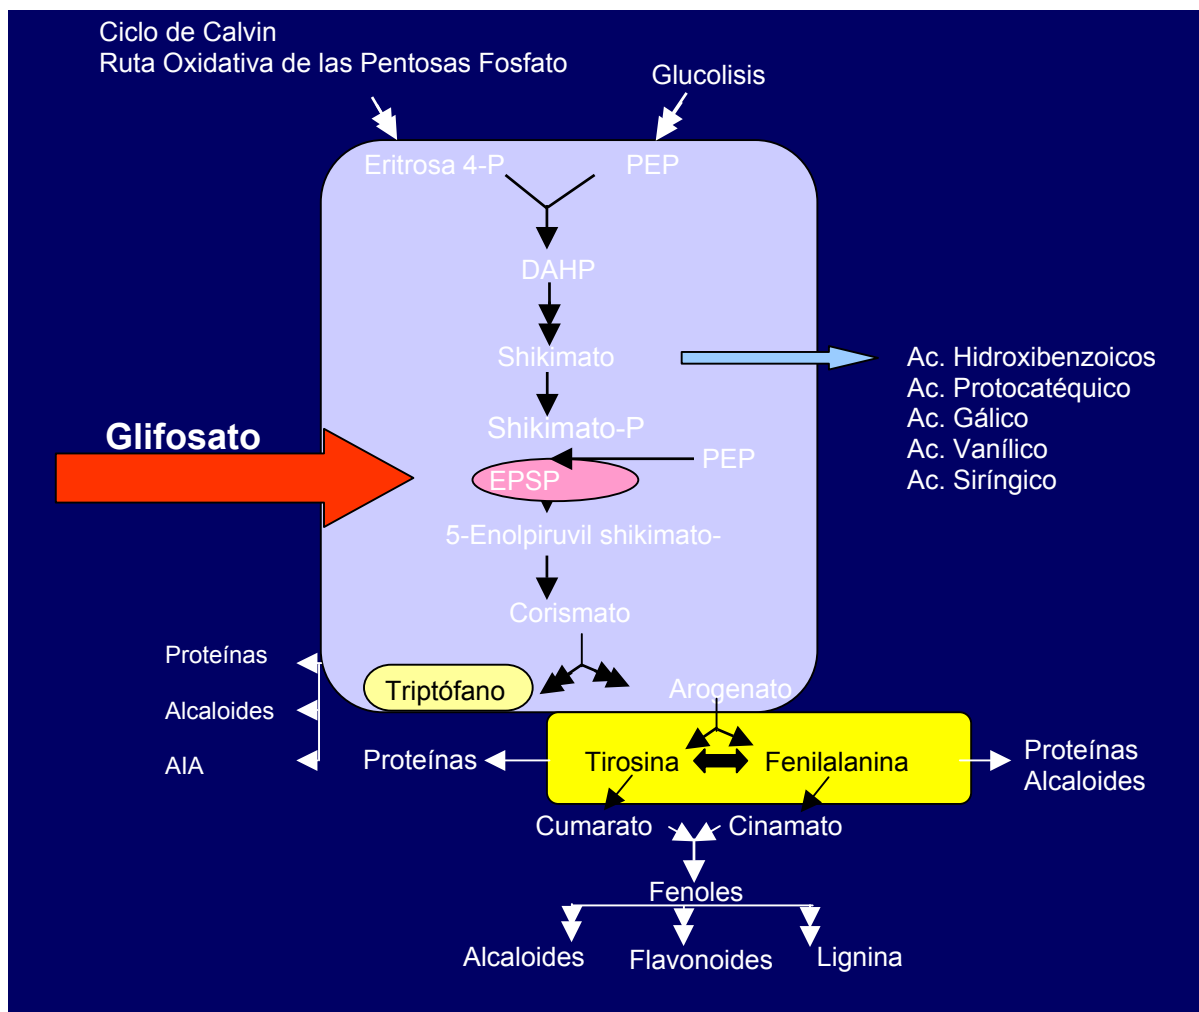 Ciclo de Calvin
Ruta Oxidativa de las Pentosas Fosfato
Glucolisis
Eritrosa 4-P
PEP
DAHP
Shikimato
Ac. Hidroxibenzoicos
Ac. Protocatéquico
Ac. Gálico
Ac. Vanílico
Ac. Siríngico
Shikimato-P
Glifosato
PEP
EPSP
5-Enolpiruvil shikimato-
Corismato
Proteínas
Alcaloides
AIA
Triptófano
Arogenato
Proteínas
Tirosina
Fenilalanina
Proteínas
Alcaloides
Cumarato
Cinamato
Fenoles
Alcaloides
Flavonoides
Lignina